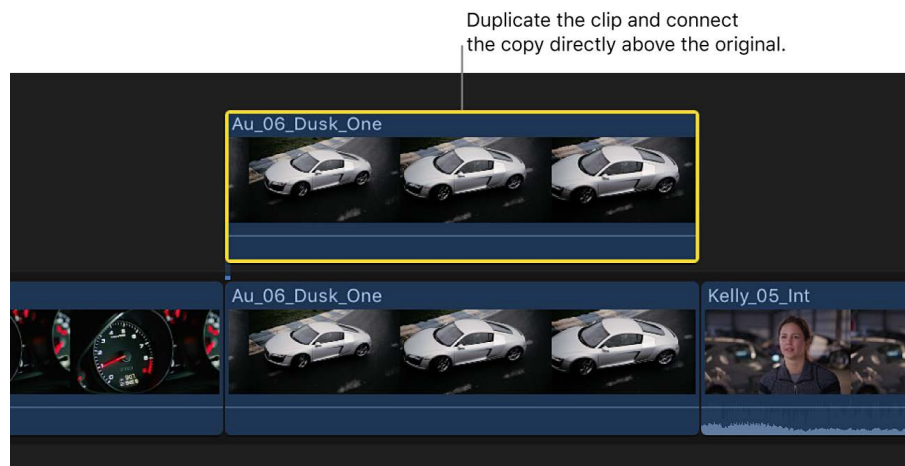 Duplicate the clip and connect
the copy directly above the original.
Au_06_Dusk_One
Au_06_Dusk_One
Kelly_05_Int